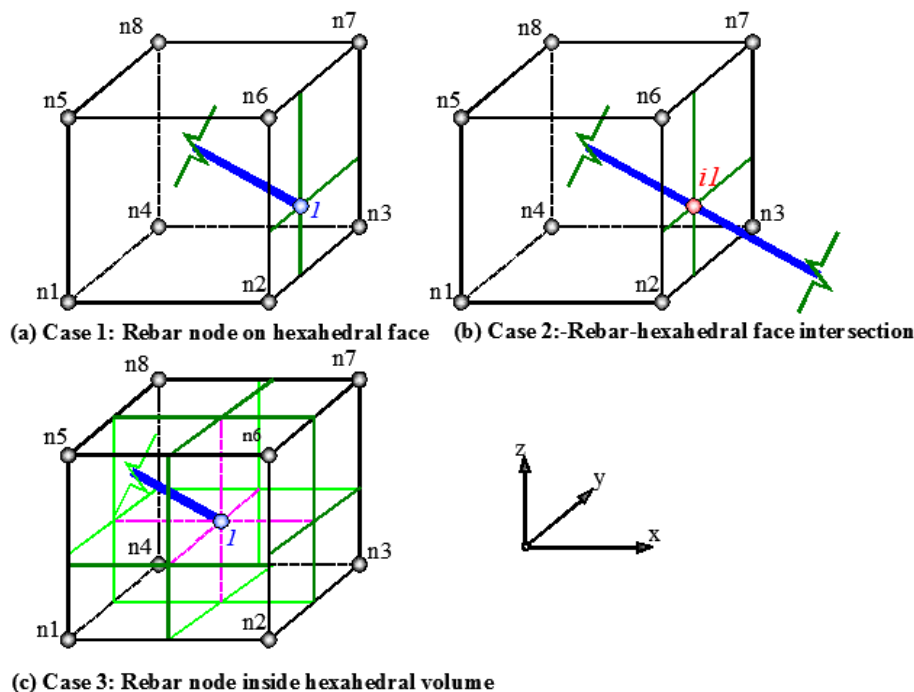 n8 n7 n8 n7
n5 n6 n5 n6
i1
n4 1 n3 n4 n3
n1 n2 n1 n2
(a) Case 1: Rebar node on hexahedral face (b) Case 2:-Rebar-hexahedral face intersection
n8 n7
n5 n6
z
y
n4 1 n3 x
n1 n2
(c) Case 3: Rebar node inside hexahedral volume